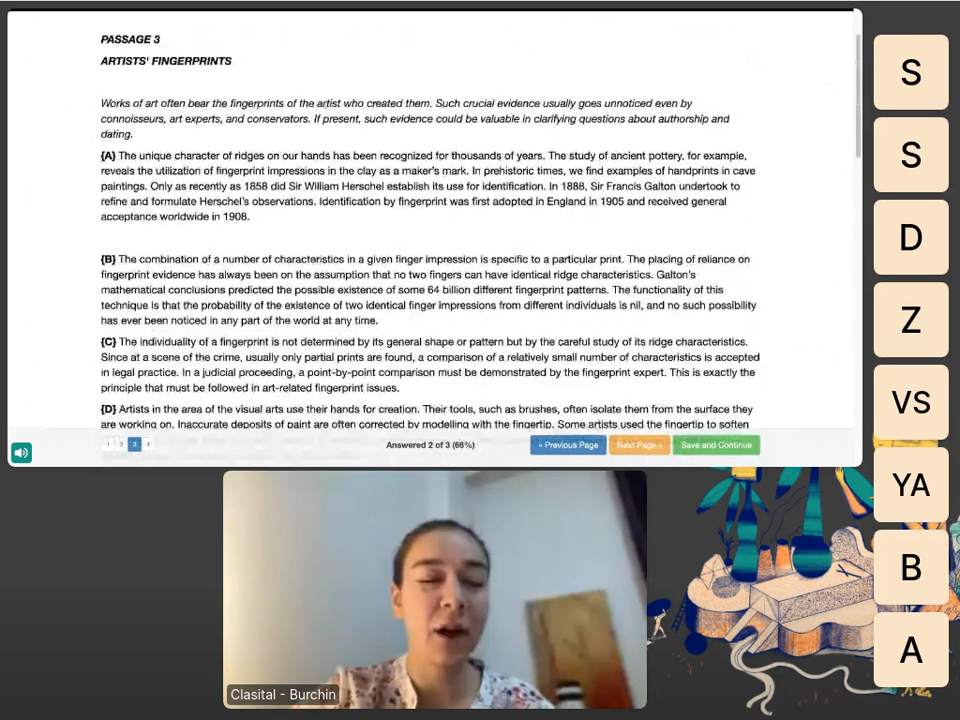 PASSAGE 3
ARTISTS' FINGERPRINTS
Works of art often bear the fingerprints of the artist who created them. Such crucial evidence usually goes unnoticed even by
connoisseurs, art experts, and conservators. If present, such evidence could be valuable in clarifying questions about authorship and
dating.
{A} The unique character of ridges on our hands has been recognized for thousands of years. The study of ancient pottery, for example,
reveals the utilization of fingerprint impressions in the clay as a maker's mark. In prehistoric times, we find examples of handprints in cave
paintings. Only as recently as 1858 did Sir William Herschel establish its use for identification. In 1888, Sir Francis Galton undertook to
refine and formulate Herschel's observations. Identification by fingerprint was first adopted in England in 1905 and received general
acceptance worldwide in 1908.
{B} The combination of a number of characteristics in a given finger impression is specific to a particular print. The placing of reliance on
fingerprint evidence has always been on the assumption that no two fingers can have identical ridge characteristics. Galton's
mathematical conclusions predicted the possible existence of some 64 billion different fingerprint patterns. The functionality of this
technique is that the probability of the existence of two identical finger impressions from different individuals is nil, and no such possibility
has ever been noticed in any part of the world at any time.
{C} The individuality of a fingerprint is not determined by its general shape or pattern but by the careful study of its ridge characteristics.
Since at a scene of the crime, usually only partial prints are found, a comparison of a relatively small number of characteristics is accepted
in legal practice. In a judicial proceeding, a point-by-point comparison must be demonstrated by the fingerprint expert. This is exactly the
principle that must be followed in art-related fingerprint issues.
{D} Artists in the area of the visual arts use their hands for creation. Their tools, such as brushes, often isolate them from the surface they
are working on. Inaccurate deposits of paint are often corrected by modelling with the fingertip. Some artists used the fingertip to soften
1 2 3 4
Answered 2 of 3 (66%)
« Previous Page
Next Page »
Save and Continue
Clasital - Burchin
S
S
D
Z
VS
YA
B
A